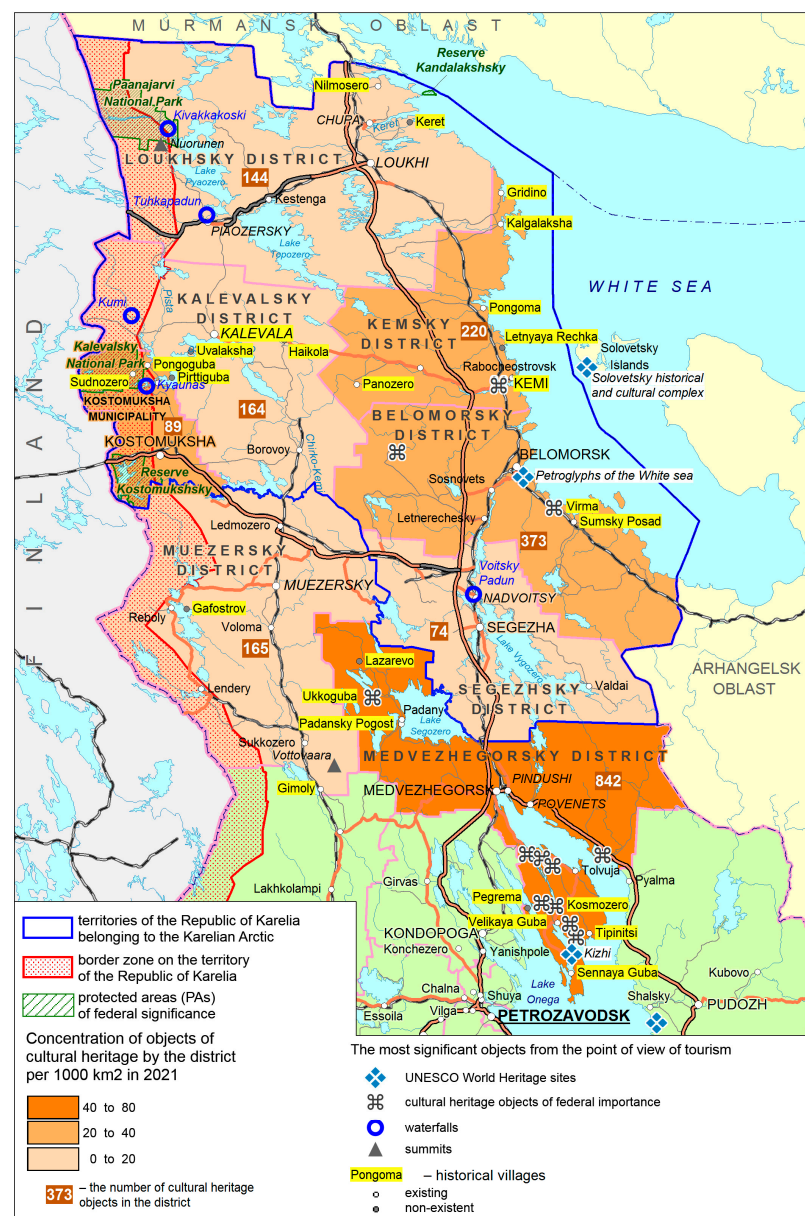 MURMANSK OBLAST
Reserve
Kandalakshsky
Paanajarvi
National Park
Nilmosero
Kivakkakoski
CHUPA
Keret
Keret
Nuorunen
LOUKHSKY DISTRICT
LOUKHI
Lake
Pyaozero
144
Gridino
Tuhkapadun
Kestenga
Kalgalaksha
PIAOZERSKY
Lake
Topozero
WHITE SEA
Pista
Kumi
KALEVALSKY
DISTRICT
Pongoma
KALEVALA
KEMSKY
DISTRICT
220
Letnyaya Rechka
Kalevalsky
National Park
Uvalaksha
Haikola
Solovetsky
Islands
Pongoguba
Rabocheostrovsk
Solovetsky historical
and cultural complex
Sudnozero
Pirtiguba
Kyaunas
Panozero
KEMI
KOSTOMUKSHA
MUNICIPALITY
164
BELOMORSKY
DISTRICT
89
KOSTOMUKSHA
Borovoy
Chirko-Kemi
BELOMORSK
Reserve
Kostomukshsky
Sosnovets
Petroglyphs of the White sea
Virma
Letnerechesky
Sumsky Posad
Ledmozero
373
FINLAND
MUEZERSKY
DISTRICT
Voitsky
Padun
MUEZERSKY
NADVOITSY
Reboly
Gafostrov
Voloma
74
SEGEZHA
165
Lake Vygozero
Lazarevo
ARHANGELSK
OBLAST
Lendery
Ukkoguba
SEGEZHSKY
DISTRICT
Valdai
Padany
Padansky Pogost
Lake
Segozero
Sukkozero
Vottovaara
MEDVEZHEGORSKY DISTRICT
PINDUSHI
842
Gimoly
MEDVEZHEGORSK
POVENETS
Tolvuja
Lakhkolampi
Girvas
Pyalma
Pegrema
Kosmozero
Velikaya Guba
KONDOPOGA
Tipinitsi
Konchezero
Yanishpole
Kizhi
Sennaya Guba
Kubovo
Chalna
Shuya
Lake
Onega
Shalsky
Vilga
PUDOZH
Essoila
PETROZAVODSK
territories of the Republic of Karelia
belonging to the Karelian Arctic
border zone on the territory
of the Republic of Karelia
protected areas (PAs)
of federal significance
Concentration of objects of
cultural heritage by the district
per 1000 km2 in 2021
40 to 80
20 to 40
0 to 20
373 – the number of cultural heritage
objects in the district
The most significant objects from the point of view of tourism
UNESCO World Heritage sites
cultural heritage objects of federal importance
waterfalls
summits
Pongoma – historical villages
existing
non-existent